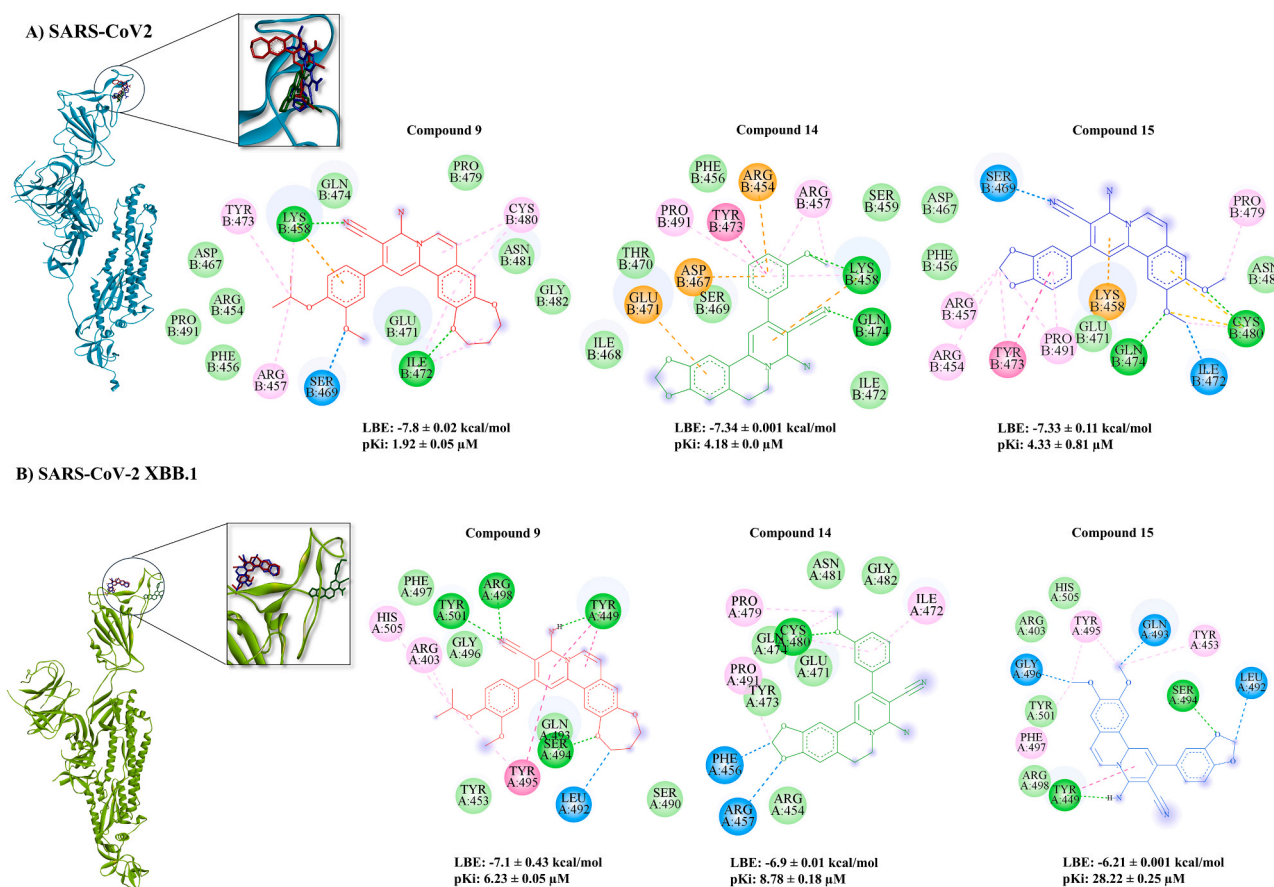 A) SARS-CoV2
Compound 9
GLN
B:474
PRO
B:479
TYR
B:473
LYS
B:458
N
N
N
CYS
B:480
ASP
B:467
ASN
B:481
ARG
B:454
GLY
B:482
PRO
B:491
O
O
GLU
B:471
O
O
PHE
B:456
ARG
B:457
SER
B:469
ILE
B:472
LBE: -7.8 ± 0.02 kcal/mol
pKi: 1.92 ± 0.05 µM
Compound 14
PHE
B:456
ARG
B:454
ARG
B:457
SER
B:459
PRO
B:491
TYR
B:473
THR
B:470
O
LYS
B:458
ASP
B:467
GLU
B:471
SER
B:469
N
GLN
B:474
ILE
B:468
N
N
O
O
ILE
B:472
LBE: -7.34 ± 0.001 kcal/mol
pKi: 4.18 ± 0.0 µM
Compound 15
SER
B:469
N
N
ASP
B:467
PRO
B:479
N
PHE
B:456
O
O
LYS
B:458
ASN
B:48
ARG
B:457
GLU
B:471
O
O
CYS
B:480
ARG
B:454
TYR
B:473
PRO
B:491
GLN
B:474
ILE
B:472
LBE: -7.33 ± 0.11 kcal/mol
pKi: 4.33 ± 0.81 µM
B) SARS-CoV-2 XBB.1
Compound 9
PHE
A:497
ARG
A:498
TYR
A:501
TYR
A:449
HIS
A:505
N
N
H
ARG
A:403
GLY
A:496
N
O
O
GLN
A:493
SER
A:494
O
O
TYR
A:495
TYR
A:453
LEU
A:492
SER
A:490
LBE: -7.1 ± 0.43 kcal/mol
pKi: 6.23 ± 0.05 µM
Compound 14
ASN
A:481
GLY
A:482
PRO
A:479
ILE
A:472
GLN
A:474
CYS
A:480
O
GLU
A:471
PRO
A:491
TYR
A:473
N
N
N
O
O
PHE
A:456
ARG
A:457
ARG
A:454
LBE: -6.9 ± 0.01 kcal/mol
pKi: 8.78 ± 0.18 µM
Compound 15
HIS
A:505
ARG
A:403
TYR
A:495
GLN
A:493
TYR
A:453
GLY
A:496
O
O
LEU
A:492
TYR
A:501
SER
A:494
PHE
A:497
O
O
N
ARG
A:498
TYR
A:449
H
N
N
LBE: -6.21 ± 0.001 kcal/mol
pKi: 28.22 ± 0.25 µM